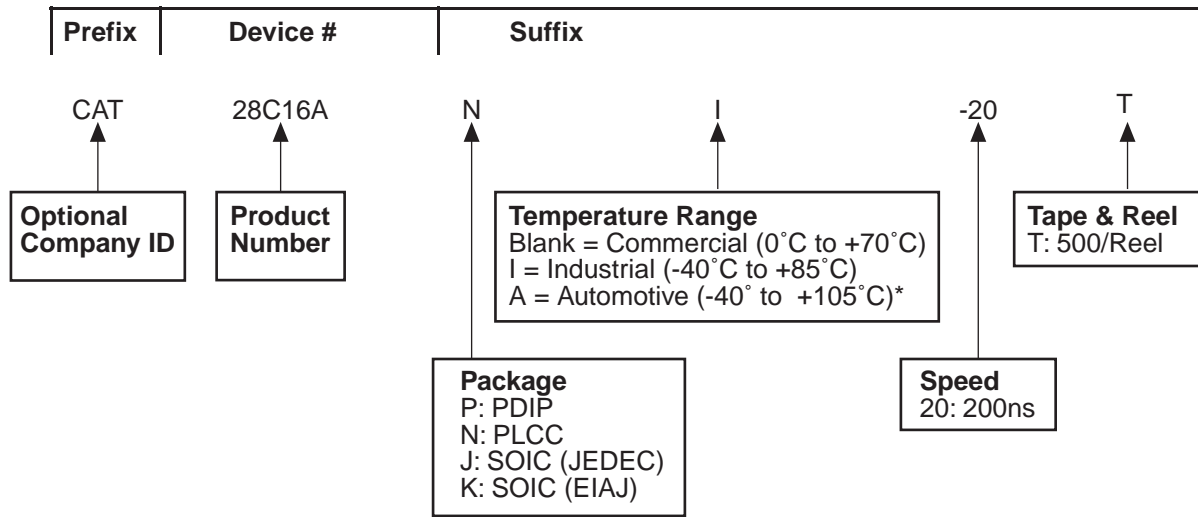 Prefix Device # Suffix
CAT 28C16A N I -20 T
Optional
Company ID
Product
Number
Temperature Range
Blank = Commercial (0˚C to +70˚C)
I = Industrial (-40˚C to +85˚C)
A = Automotive (-40˚ to +105˚C)*
Tape & Reel
T: 500/Reel
Package
P: PDIP
N: PLCC
J: SOIC (JEDEC)
K: SOIC (EIAJ)
Speed
20: 200ns